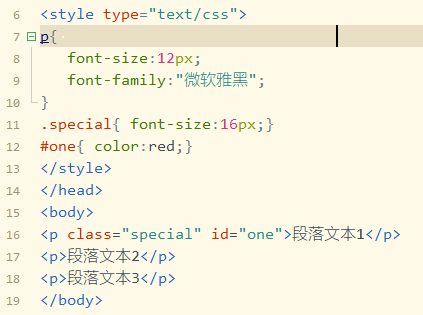 6 <style type="text/css">
7 p{
8 font-size:12px;
9 font-family:"微软雅黑";
10 }
11 .special{ font-size:16px;}
12 #one{ color:red;}
13 </style>
14 </head>
15 <body>
16 <p class="special" id="one">段落文本1</p>
17 <p>段落文本2</p>
18 <p>段落文本3</p>
19 </body>